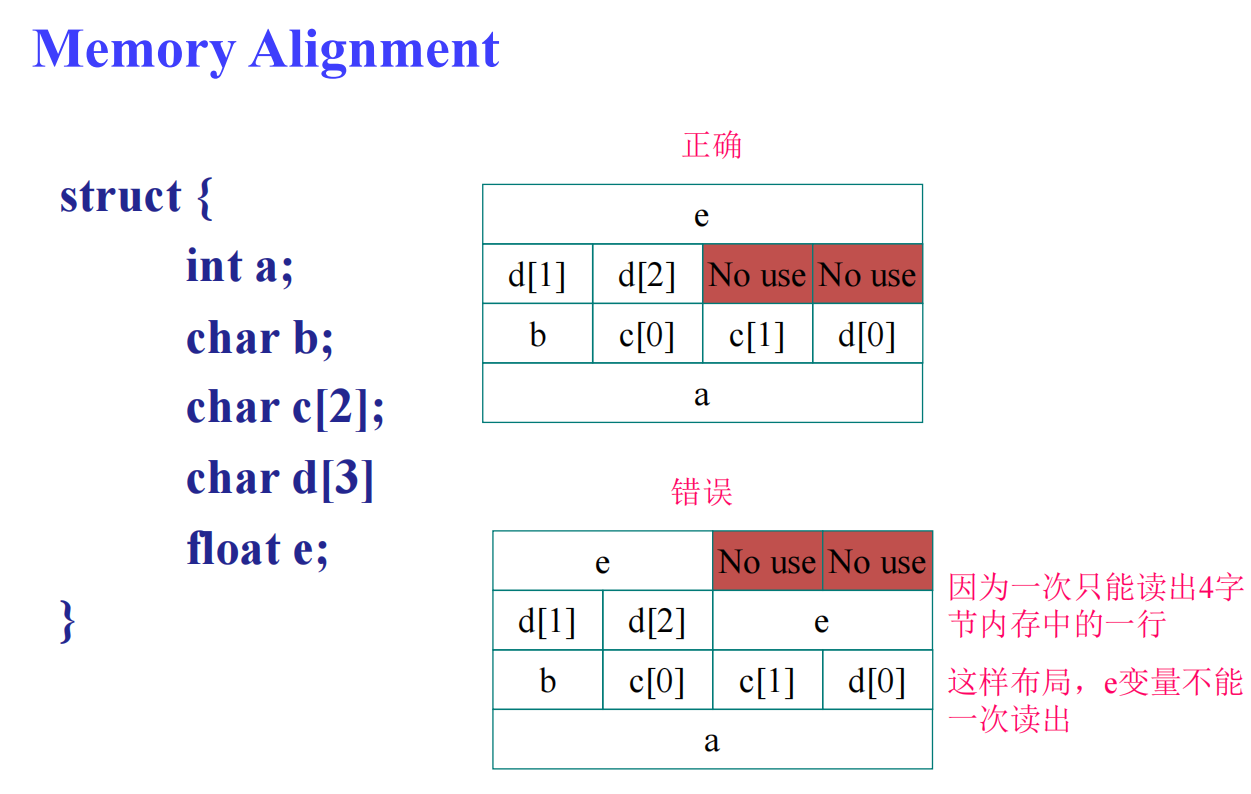 Memory Alignment
struct {
int a;
char b;
char c[2];
char d[3]
float e;
}
正确
e
d[1] d[2] No use No use
b c[0] c[1] d[0]
a
错误
e No use No use
d[1] d[2] e
b c[0] c[1] d[0]
a
因为一次只能读出4字
节内存中的一行
这样布局，e变量不能
一次读出